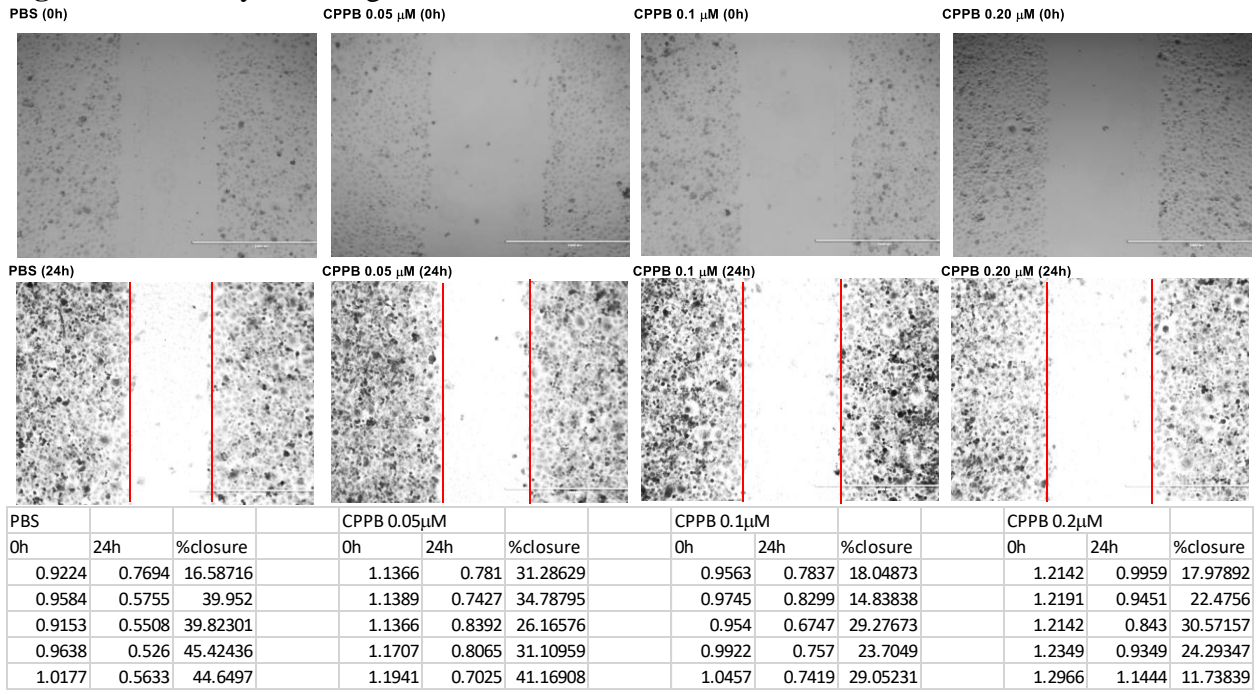 PBS (0h) CPPB 0.05 μM (0h) CPPB 0.1 μM (0h) CPPB 0.20 μM (0h)
PBS (24h) CPPB 0.05 μM (24h) CPPB 0.1 μM (24h) CPPB 0.20 μM (24h)
PBS CPPB 0.05μM CPPB 0.1μM CPPB 0.2μM
0h 24h %closure 0h 24h %closure 0h 24h %closure 0h 24h %closure
0.9224 0.7694 16.58716 1.1366 0.781 31.28629 0.9563 0.7837 18.04873 1.2142 0.9959 17.97892
0.9584 0.5755 39.952 1.1389 0.7427 34.78795 0.9745 0.8299 14.83838 1.2191 0.9451 22.4756
0.9153 0.5508 39.82301 1.1366 0.8392 26.16576 0.954 0.6747 29.27673 1.2142 0.843 30.57157
0.9638 0.526 45.42436 1.1707 0.8065 31.10959 0.9922 0.757 23.7049 1.2349 0.9349 24.29347
1.0177 0.5633 44.6497 1.1941 0.7025 41.16908 1.0457 0.7419 29.05231 1.2966 1.1444 11.73839